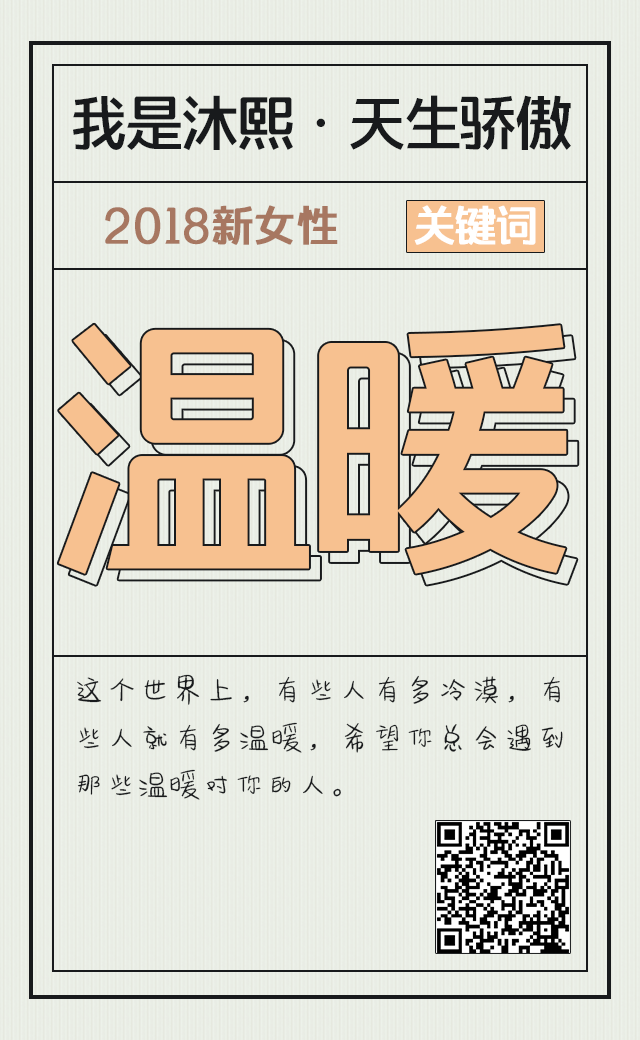 我是沐熙·天生骄傲
2018新女性 关键词
温暖
这个世界上，有些人有多冷漠，有
些人就有多温暖，希望你总会遇到
那些温暖对你的人。